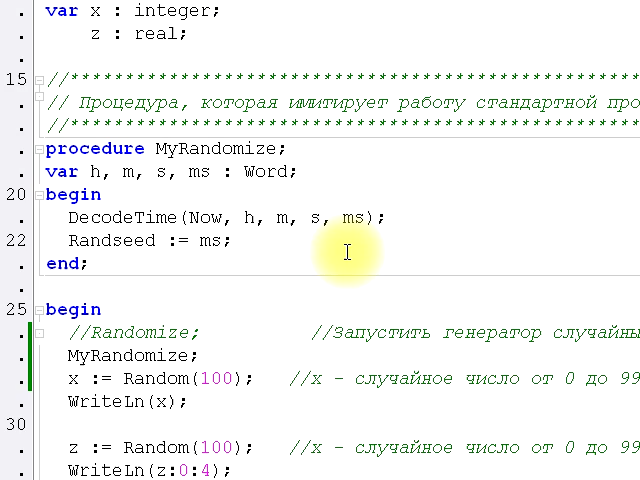 var x : integer;
z : real;
15 //****************************************************
// Процедура, которая имитирует работу стандартной
//****************************************************
procedure MyRandomize;
var h, m, s, ms : Word;
20 begin
DecodeTime(Now, h, m, s, ms);
22 Randseed := ms;
end;
25 begin
//Randomize; //Запустить генератор
MyRandomize;
x := Random(100); //x - случайное число от 0 до 99
WriteLn(x);
30
z := Random(100); //x - случайное число от 0 до 99
WriteLn(z:0:4);